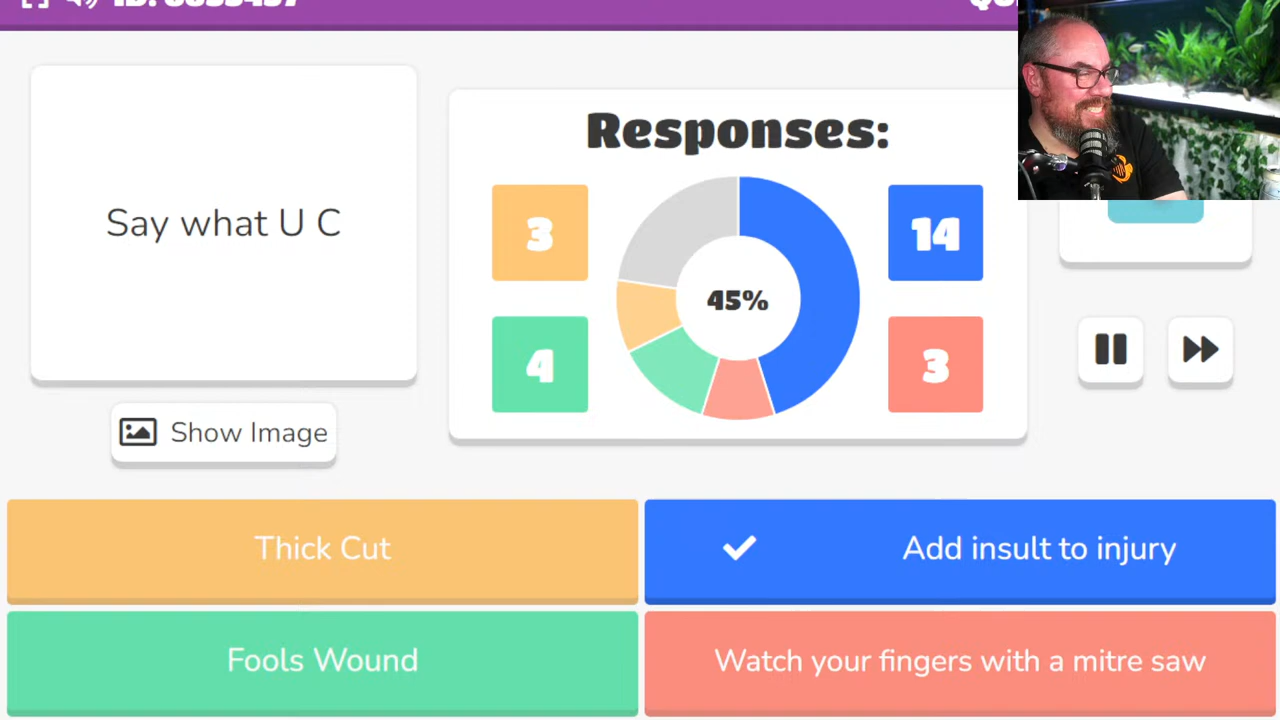 Say what U C
Show Image
Responses:
3
14
45%
4
3
Thick Cut
Add insult to injury
Fools Wound
Watch your fingers with a mitre saw